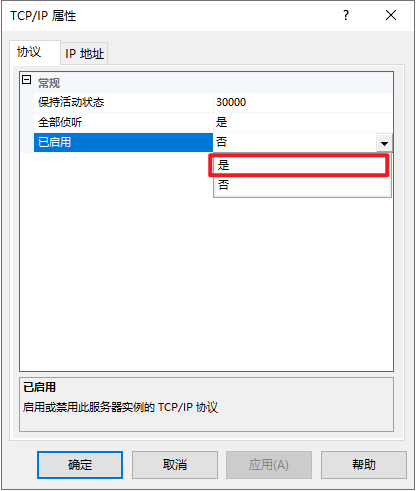 TCP/IP 属性
协议 IP 地址
常规
保持活动状态 30000
全部侦听 是
已启用 否
是
否
已启用
启用或禁用此服务器实例的 TCP/IP 协议
确定 取消 应用(A) 帮助